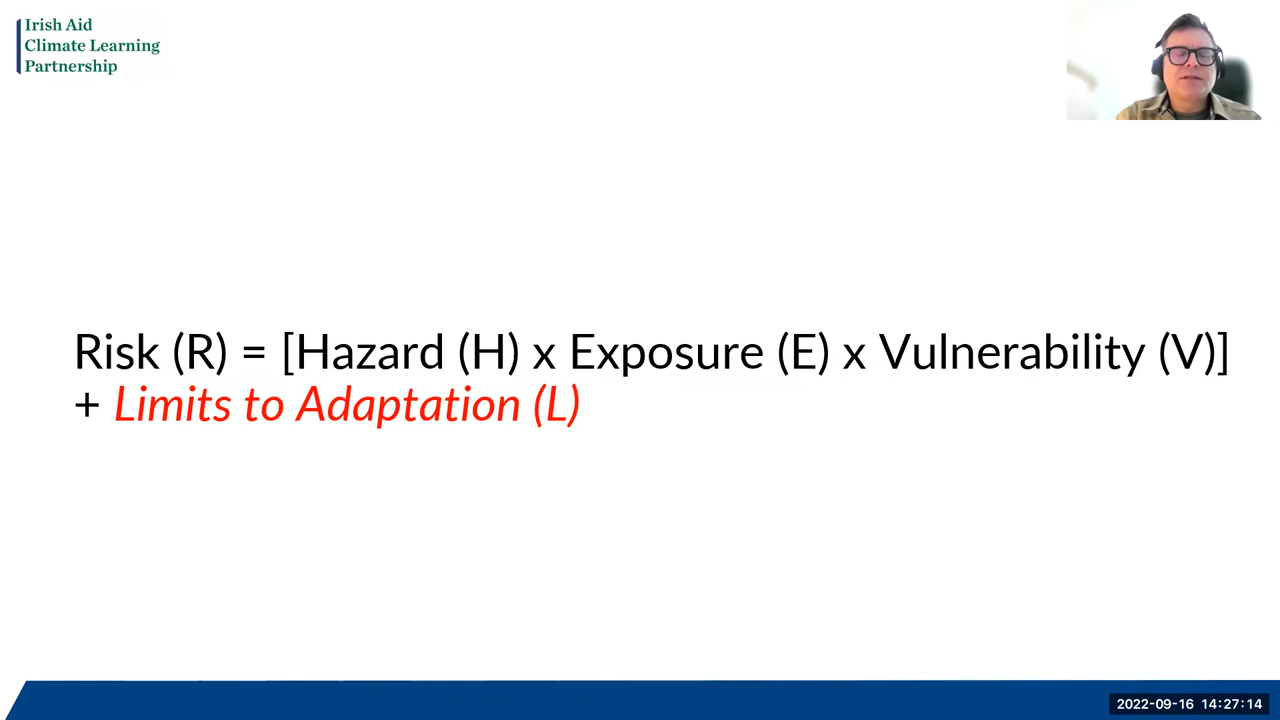 Irish Aid
Climate Learning
Partnership
Risk (R) = [Hazard (H) x Exposure (E) x Vulnerability (V)]
+ Limits to Adaptation (L)
2022-09-16 14:27:14